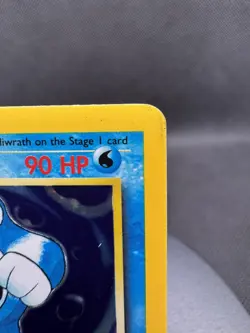 liwrath on the Stage 1 card
90 HP